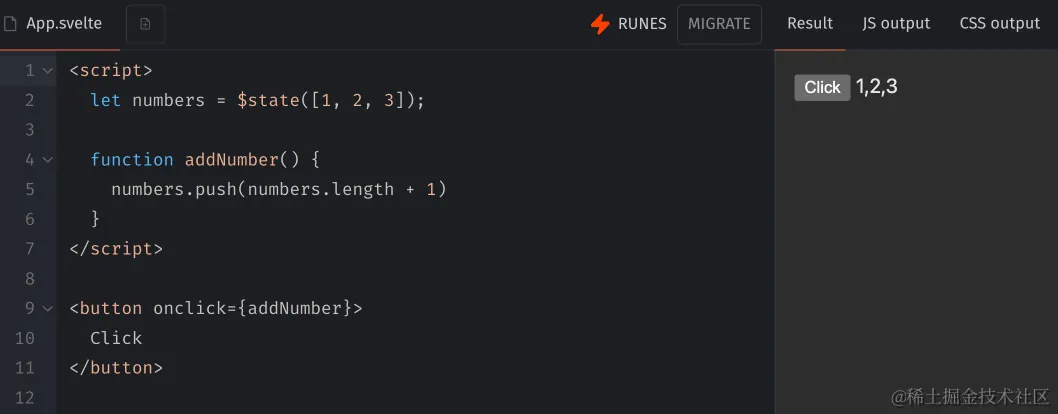 App.svelte
RUNES
MIGRATE
Result
JS output
CSS output
1 <script>
2 let numbers = $state([1, 2, 3]);
3
4 function addNumber() {
5 numbers.push(numbers.length + 1)
6 }
7 </script>
8
9 <button onclick={addNumber}>
10 Click
11 </button>
12
Click 1,2,3
@稀土掘金技术社区